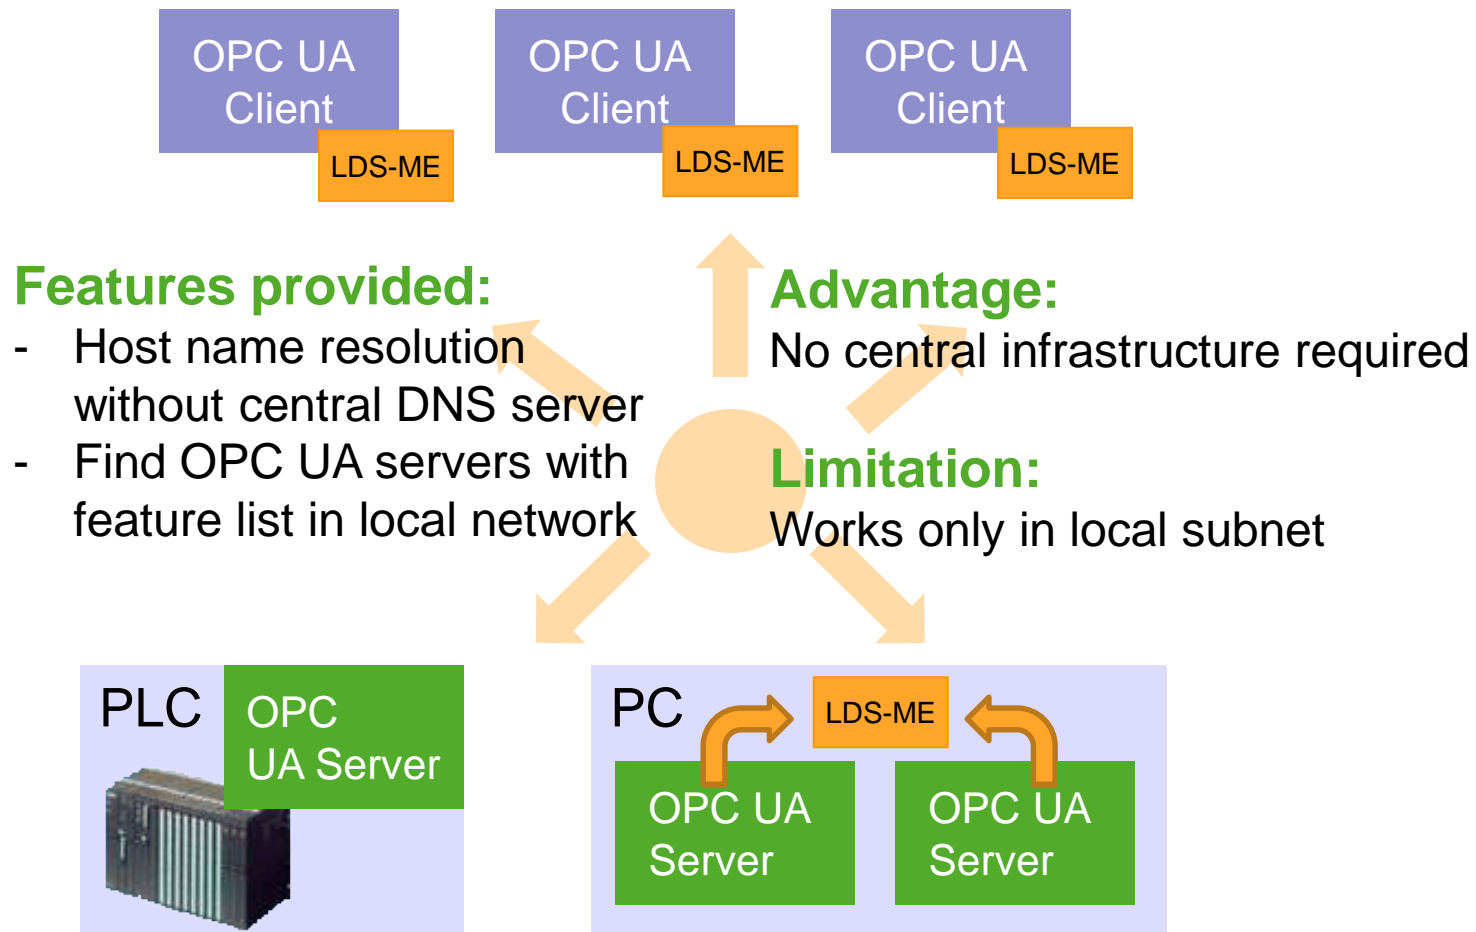 OPC UA
Client
LDS-ME
OPC UA
Client
LDS-ME
OPC UA
Client
LDS-ME
Features provided:
- Host name resolution
without central DNS server
- Find OPC UA servers with
feature list in local network
Advantage:
No central infrastructure required
Limitation:
Works only in local subnet
PLC
OPC
UA Server
PC
LDS-ME
OPC UA
Server
OPC UA
Server